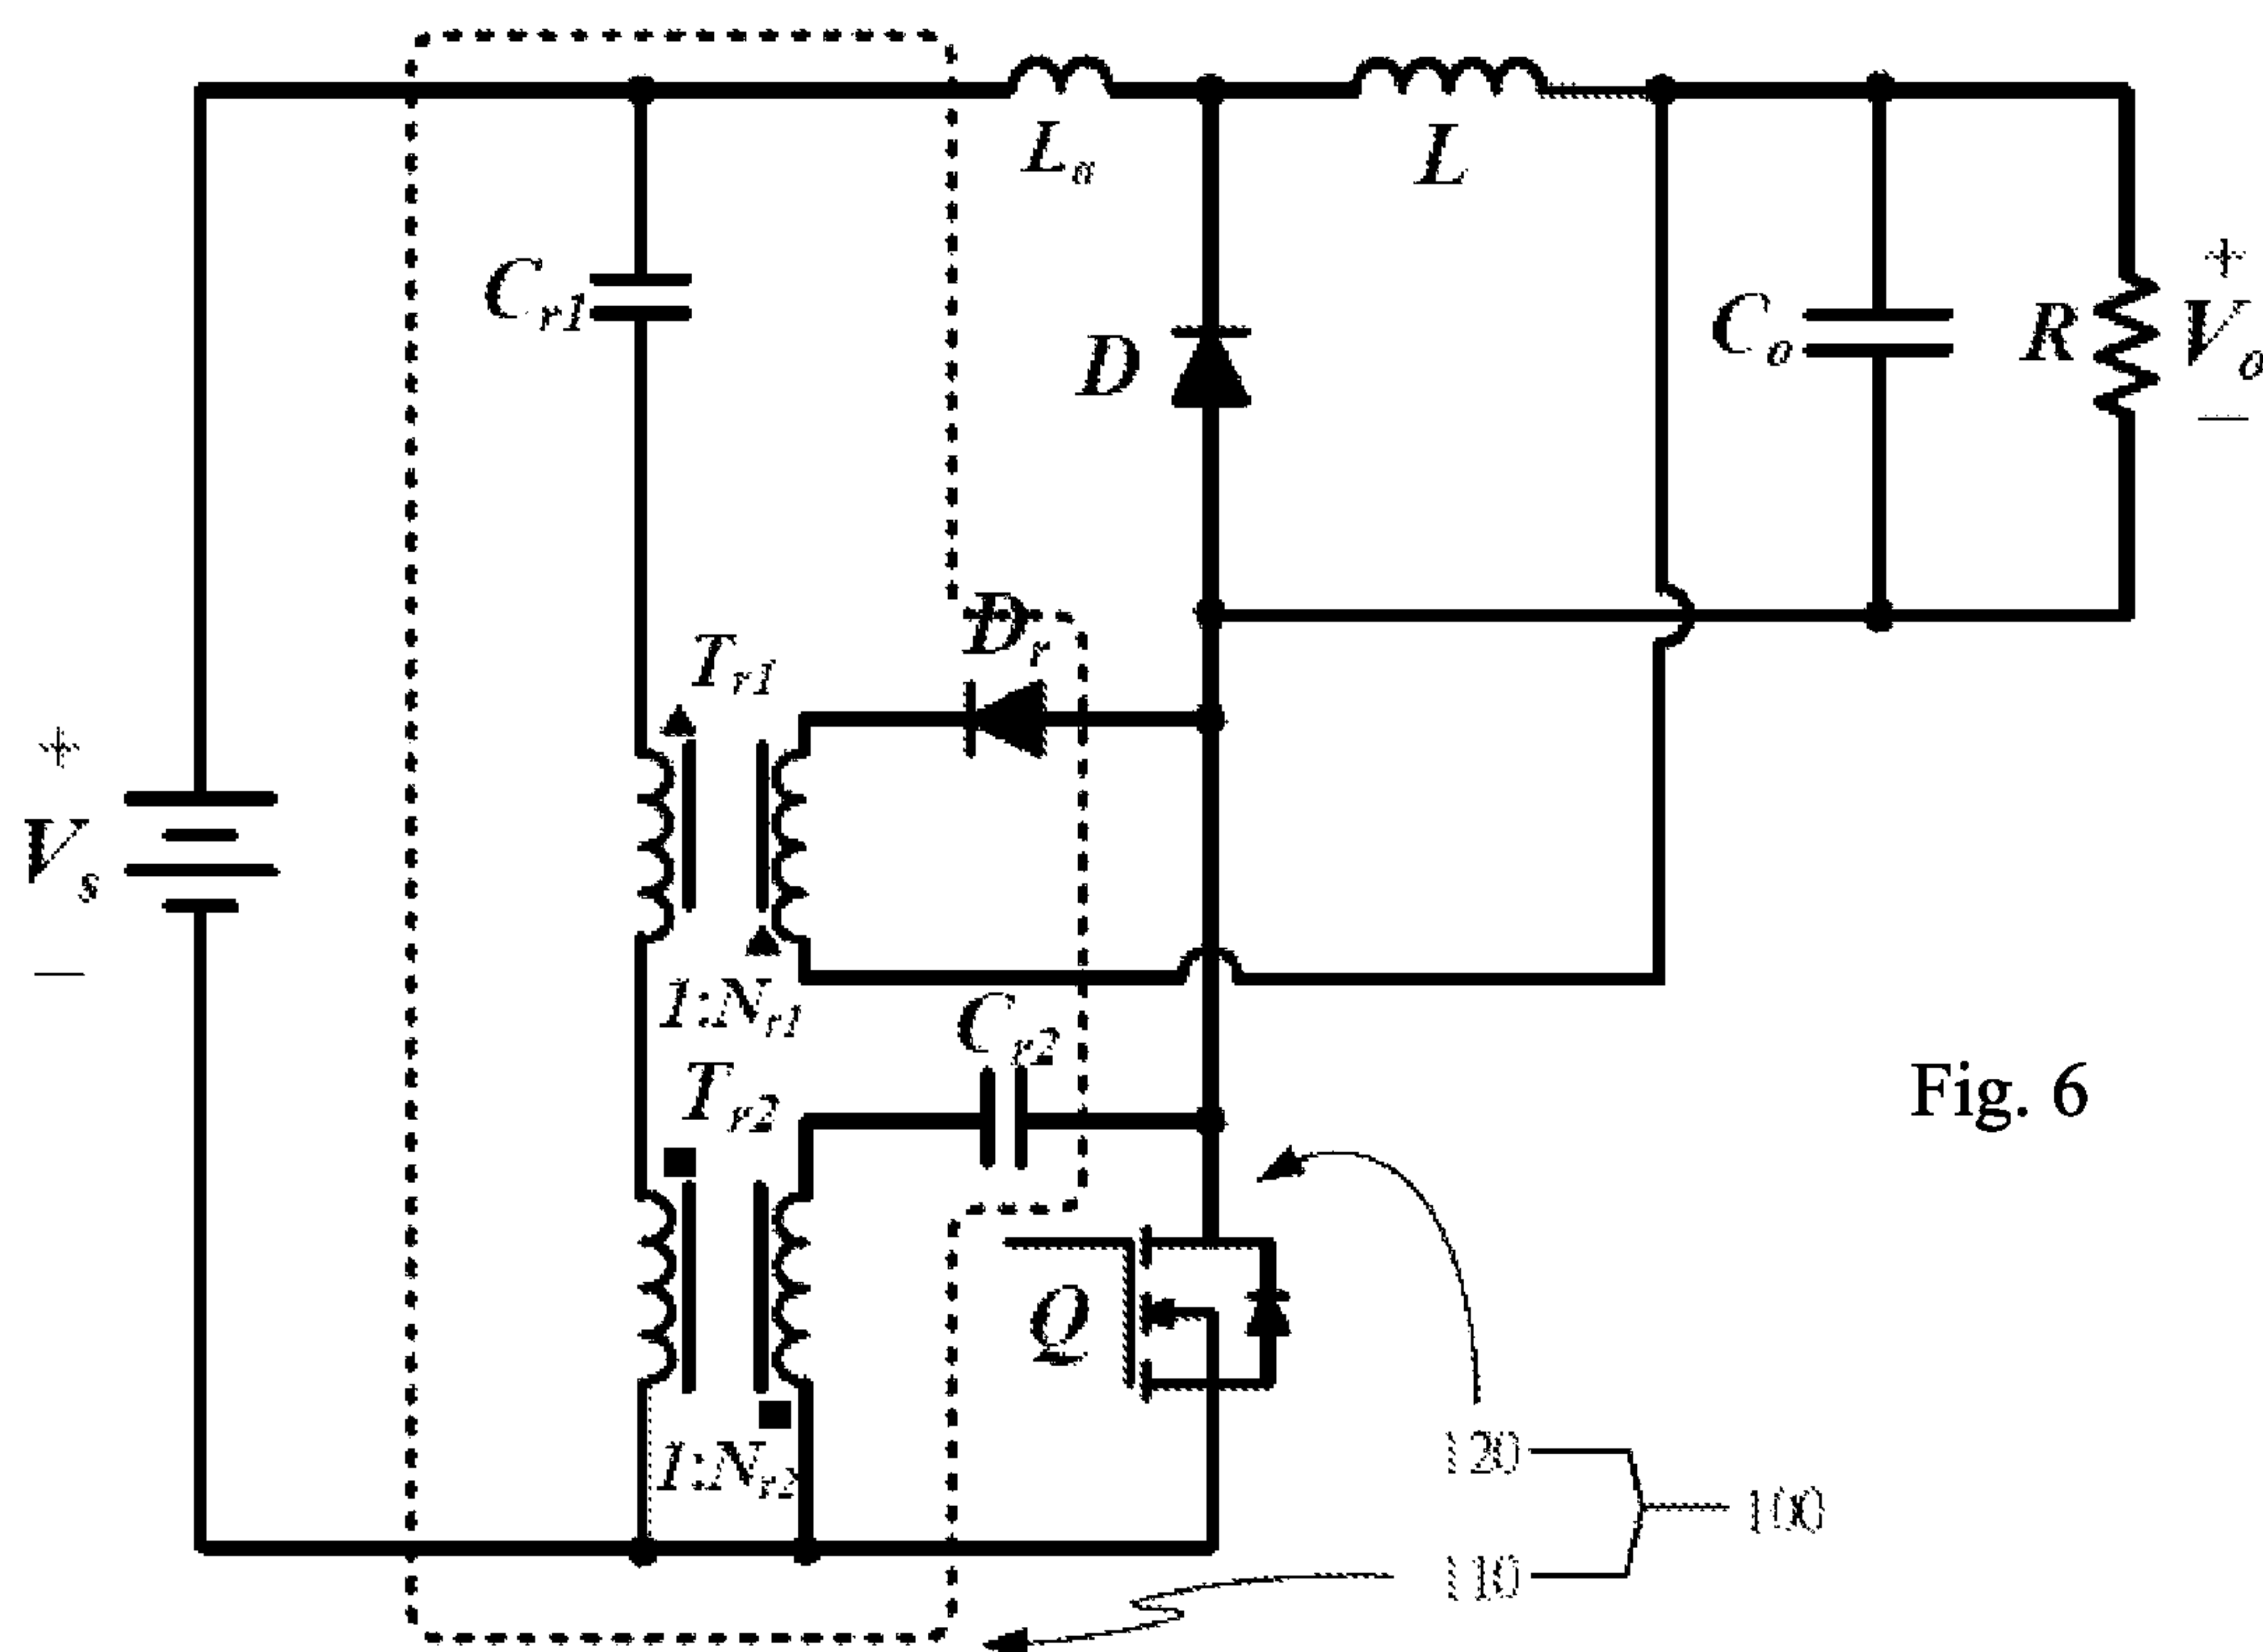 La
L
Cr1
D
Co
R
+
Vo
−
Dr
Tr1
+
Vs
−
1:Nr1
Cr2
Tr2
Fig. 6
Q
1:Nr2
120
100
110